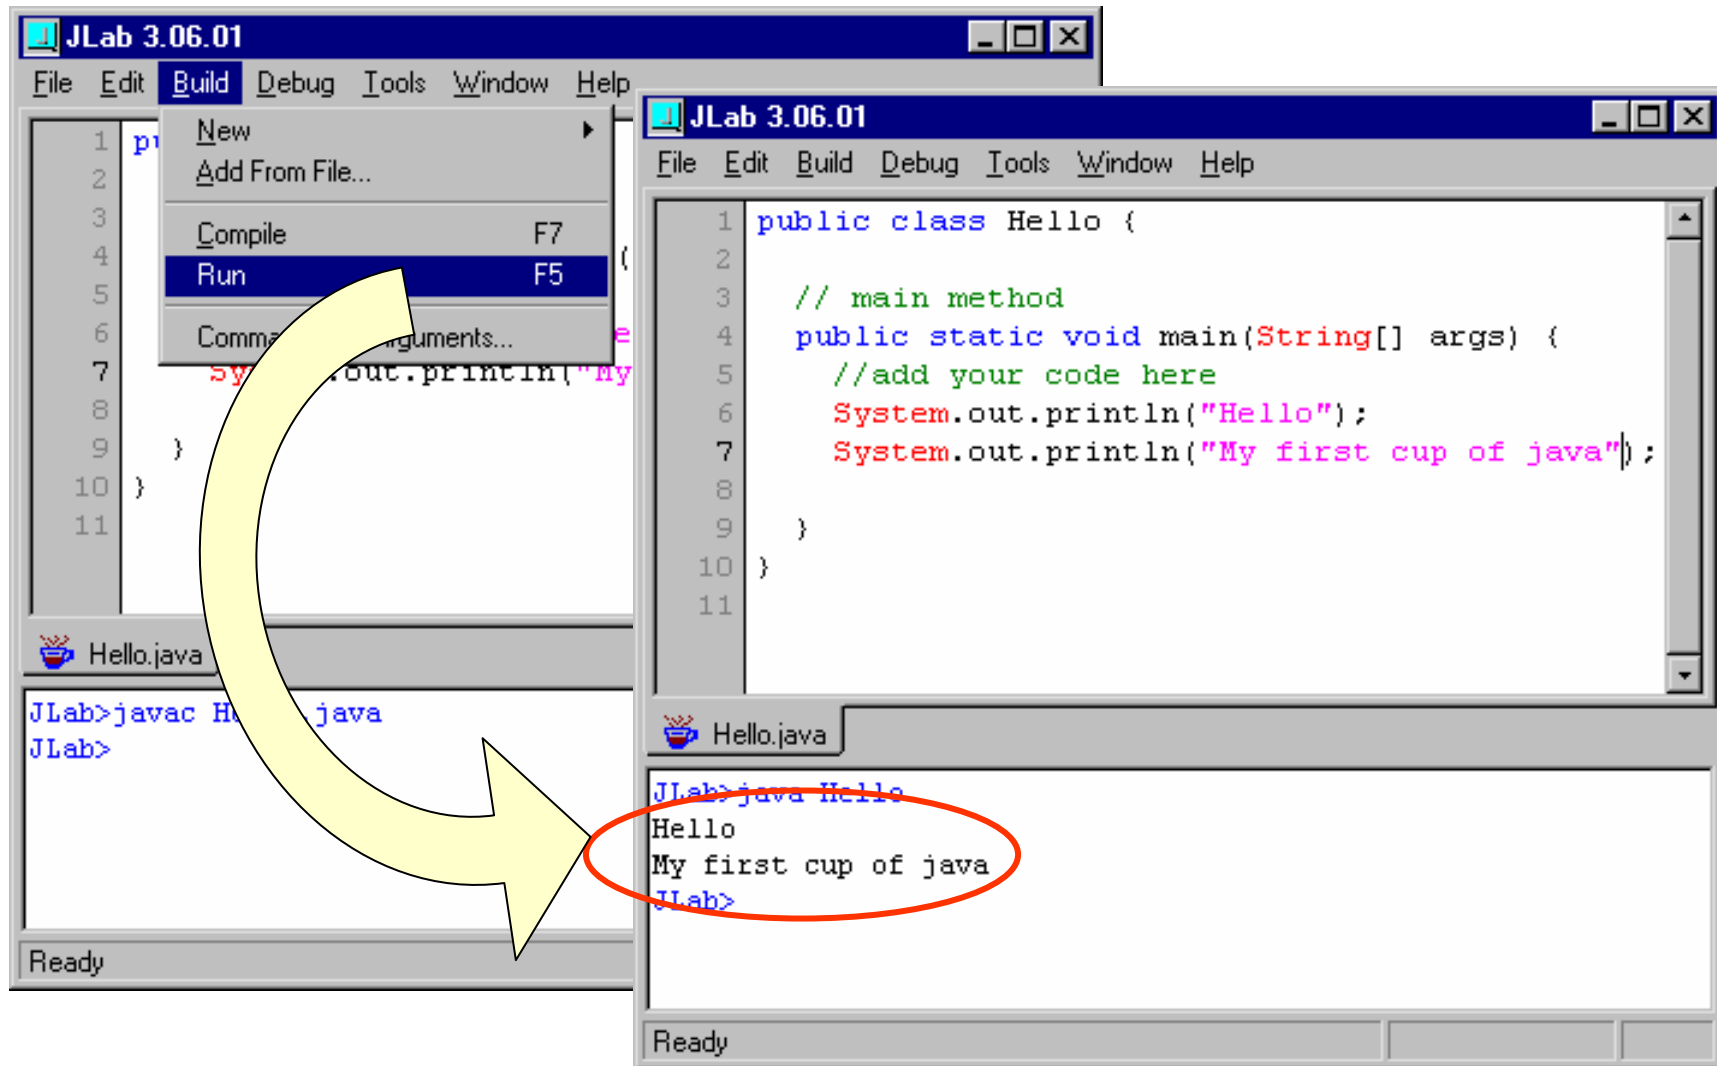 JLab 3.06.01
File Edit Build Debug Tools Window Help
New
Add From File...
Compile F7
Run F5
1
2
3
4 {
5
6
7 System.out.println("My
8
9 }
10 }
11
Hello.java
JLab>javac .java
JLab>
Ready
JLab 3.06.01
File Edit Build Debug Tools Window Help
1 public class Hello {
2
3 // main method
4 public static void main(String[] args) {
5 //add your code here
6 System.out.println("Hello");
7 System.out.println("My first cup of java");
8
9 }
10 }
11
Hello.java
JLab>java Hello
Hello
My first cup of java
JLab>
Ready